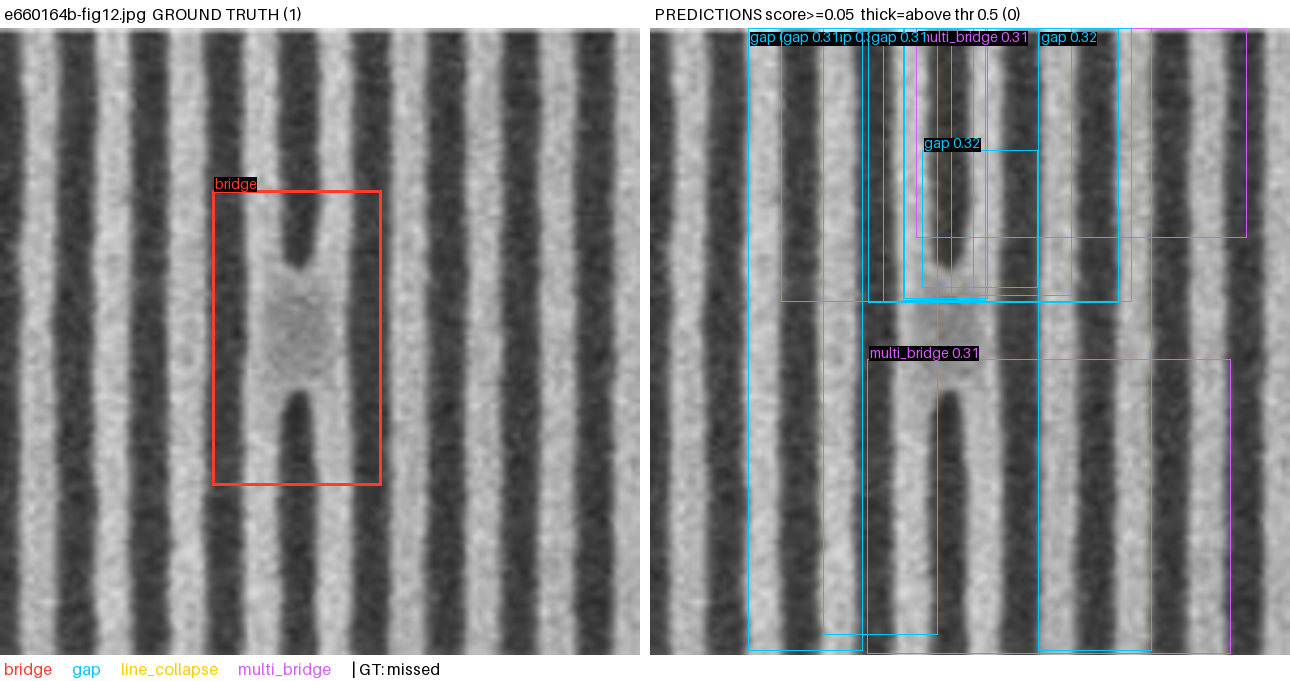 e660164b-fig12.jpg  GROUND TRUTH (1)
PREDICTIONS score>=0.05  thick=above thr 0.5 (0)
gap
gap 0.31
gap 0.31
multi_bridge 0.31
gap 0.32
gap 0.32
bridge
multi_bridge 0.31
bridge gap line_collapse multi_bridge | GT: missed